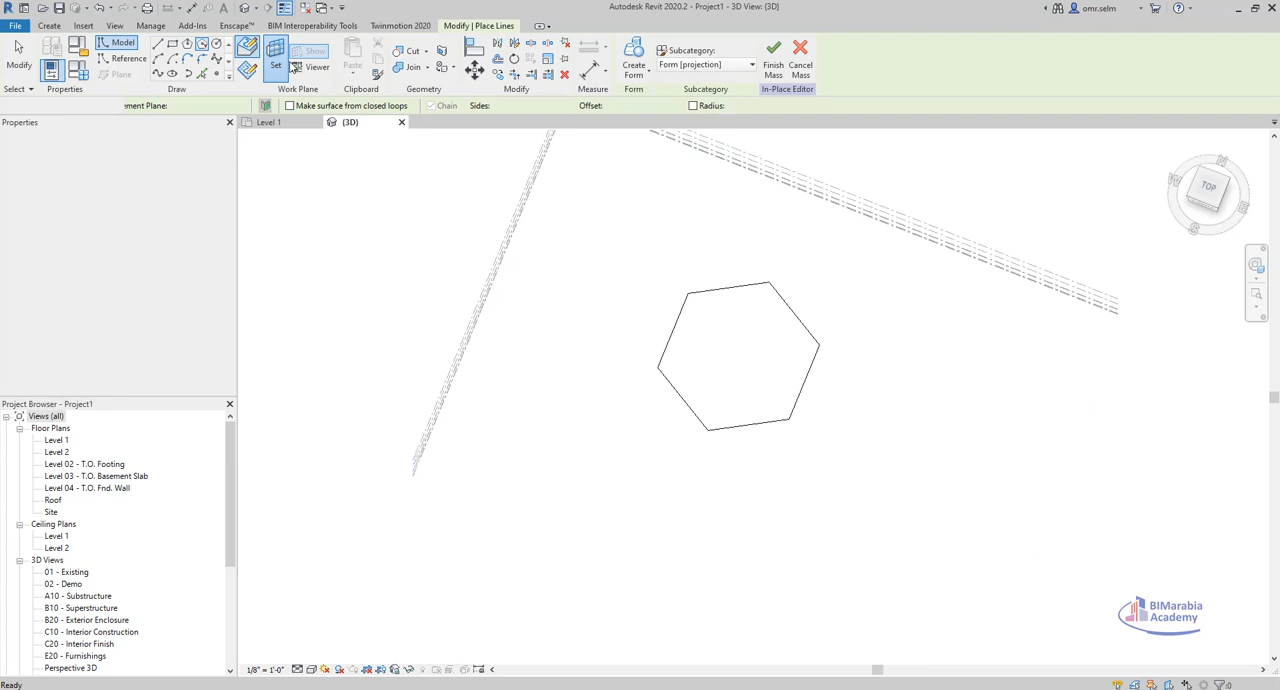 Autodesk Revit 2020.2 - Project1 - 3D View: {3D}
omr.selm
File Create Insert View Manage Add-Ins Enscape™ BIM Interoperability Tools Twinmotion 2020 Modify | Place Lines
Modify
Model
Reference
Plane
Set
Show
Viewer
Paste
Cut
Join
Create
Form
Subcategory:
Form [projection]
Finish
Mass
Cancel
Mass
Select Properties Draw Work Plane Clipboard Geometry Modify Measure Form Subcategory In-Place Editor
ement Plane: Make surface from closed loops Chain Sides: Offset: Radius:
Properties
Level 1
{3D}
TOP
N
W
E
S
Project Browser - Project1
Views (all)
Floor Plans
Level 1
Level 2
Level 02 - T.O. Footing
Level 03 - T.O. Basement Slab
Level 04 - T.O. Fnd. Wall
Roof
Site
Ceiling Plans
Level 1
Level 2
3D Views
01 - Existing
02 - Demo
A10 - Substructure
B10 - Superstructure
B20 - Exterior Enclosure
C10 - Interior Construction
C20 - Interior Finish
E20 - Furnishings
Perspective 3D
BIMarabia
Academy
1/8" = 1'-0"
Ready
:0